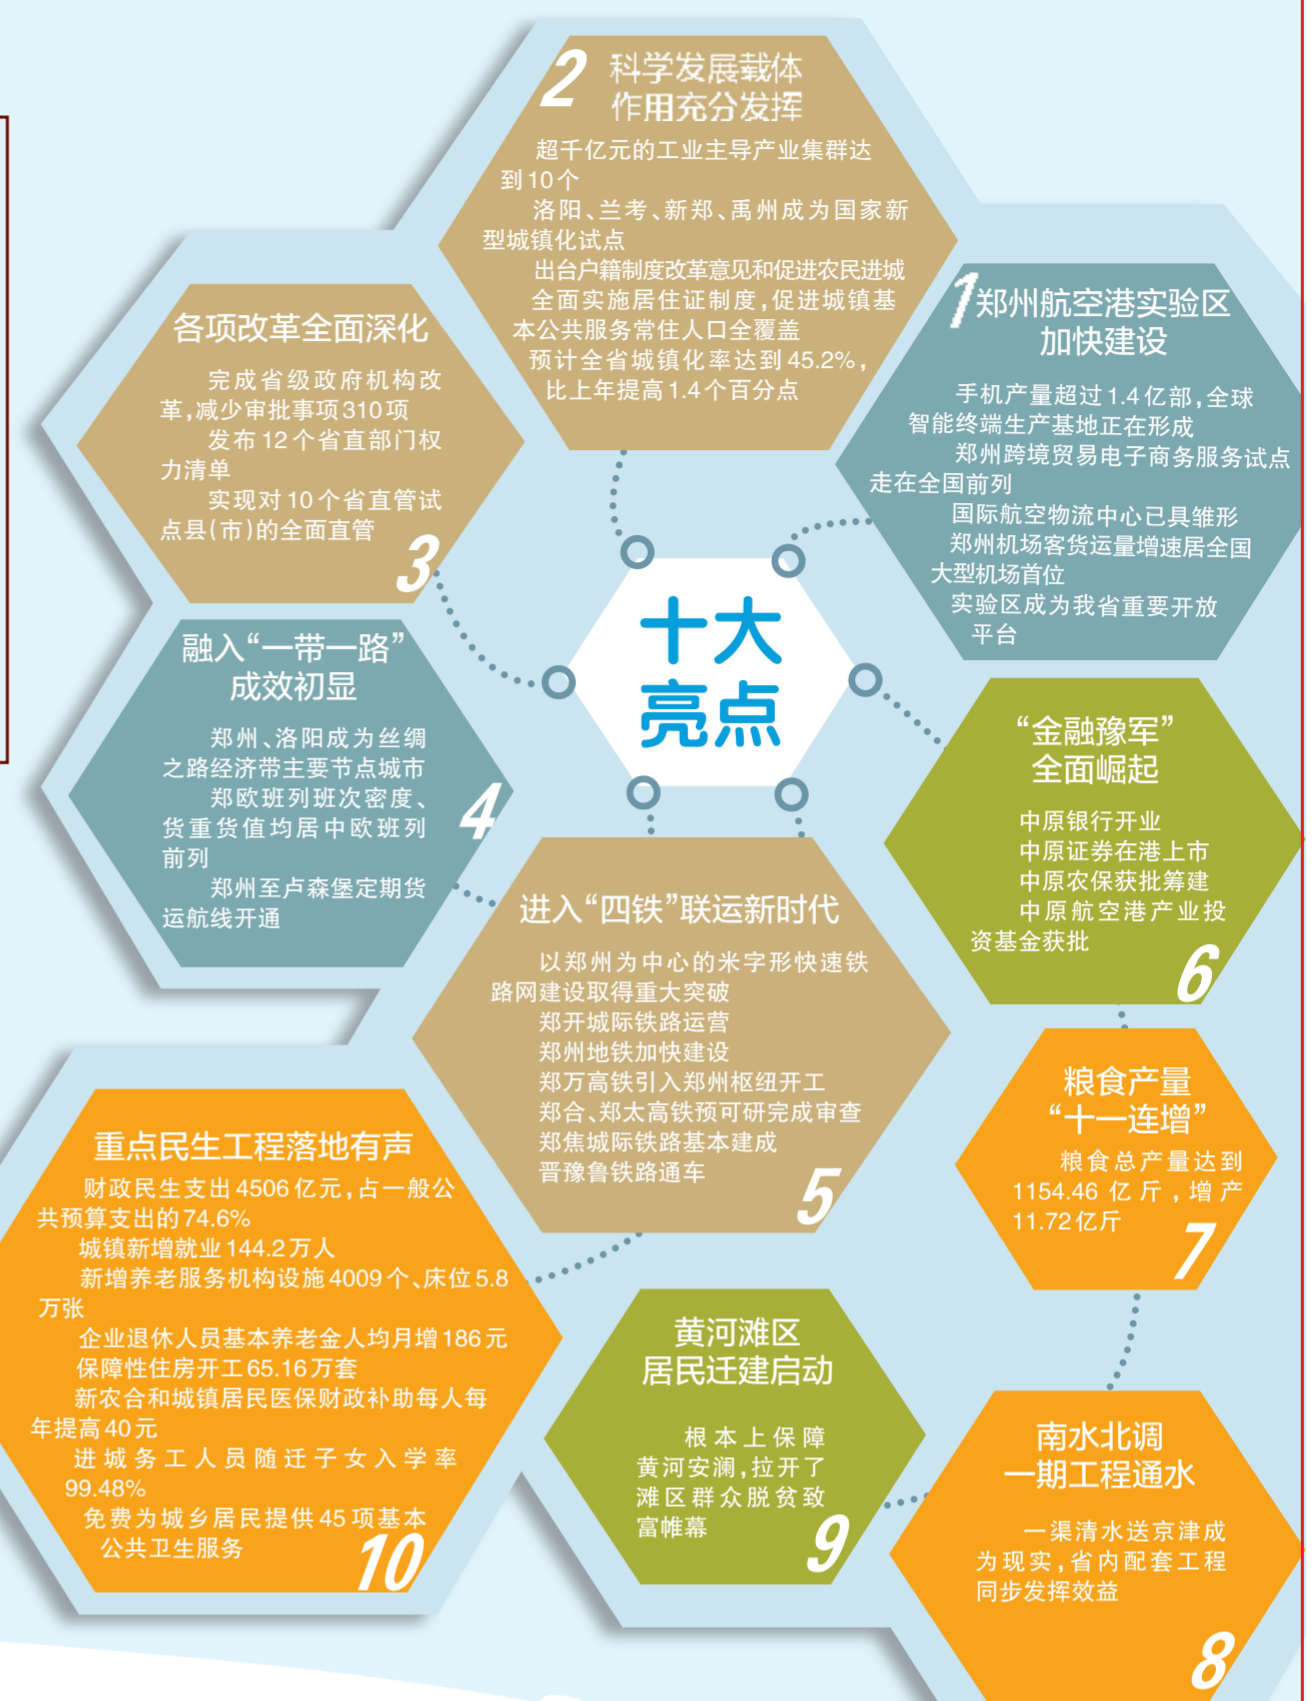 十大
亮点
1
郑州航空港实验区
加快建设
手机产量超过1.4亿部，全球
智能终端生产基地正在形成
郑州跨境贸易电子商务服务试点
走在全国前列
国际航空物流中心已具雏形
郑州机场客货运量增速居全国
大型机场首位
实验区成为我省重要开放
平台
2
科学发展载体
作用充分发挥
超千亿元的工业主导产业集群达
到10个
洛阳、兰考、新郑、禹州成为国家新
型城镇化试点
出台户籍制度改革意见和促进农民进城
全面实施居住证制度，促进城镇基
本公共服务常住人口全覆盖
预计全省城镇化率达到45.2%，
比上年提高1.4个百分点
各项改革全面深化
完成省级政府机构改
革，减少审批事项310项
发布12个省直部门权
力清单
实现对10个省直管试
点县(市)的全面直管
3
融入“一带一路”
成效初显
郑州、洛阳成为丝绸
之路经济带主要节点城市
郑欧班列班次密度、
货重货值均居中欧班列
前列
郑州至卢森堡定期货
运航线开通
4
进入“四铁”联运新时代
以郑州为中心的米字形快速铁
路网建设取得重大突破
郑开城际铁路运营
郑州地铁加快建设
郑万高铁引入郑州枢纽开工
郑合、郑太高铁预可研完成审查
郑焦城际铁路基本建成
晋豫鲁铁路通车
5
“金融豫军”
全面崛起
中原银行开业
中原证券在港上市
中原农保获批筹建
中原航空港产业投
资基金获批
6
粮食产量
“十一连增”
粮食总产量达到
1154.46亿斤，增产
11.72亿斤
7
南水北调
一期工程通水
一渠清水送京津成
为现实，省内配套工程
同步发挥效益
8
黄河滩区
居民迁建启动
根本上保障
黄河安澜，拉开了
滩区群众脱贫致
富帷幕
9
重点民生工程落地有声
财政民生支出4506亿元，占一般公
共预算支出的74.6%
城镇新增就业144.2万人
新增养老服务机构设施4009个、床位5.8
万张
企业退休人员基本养老金人均月增186元
保障性住房开工65.16万套
新农合和城镇居民医保财政补助每人每
年提高40元
进城务工人员随迁子女入学率
99.48%
免费为城乡居民提供45项基本
公共卫生服务
10